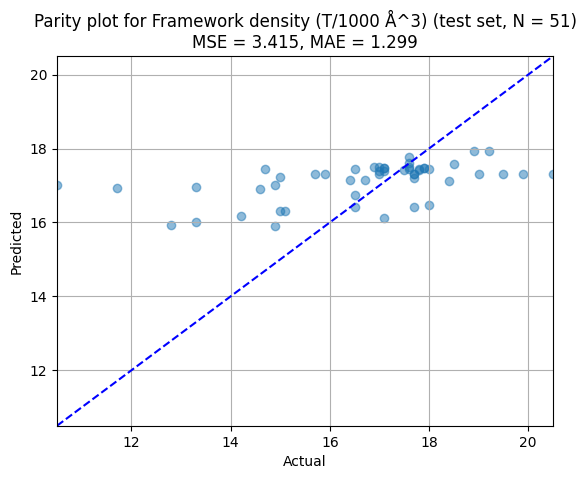 Parity plot for Framework density (T/1000 Å^3) (test set, N = 51)
MSE = 3.415, MAE = 1.299
20
18
16
14
12
Predicted
12 14 16 18 20
Actual